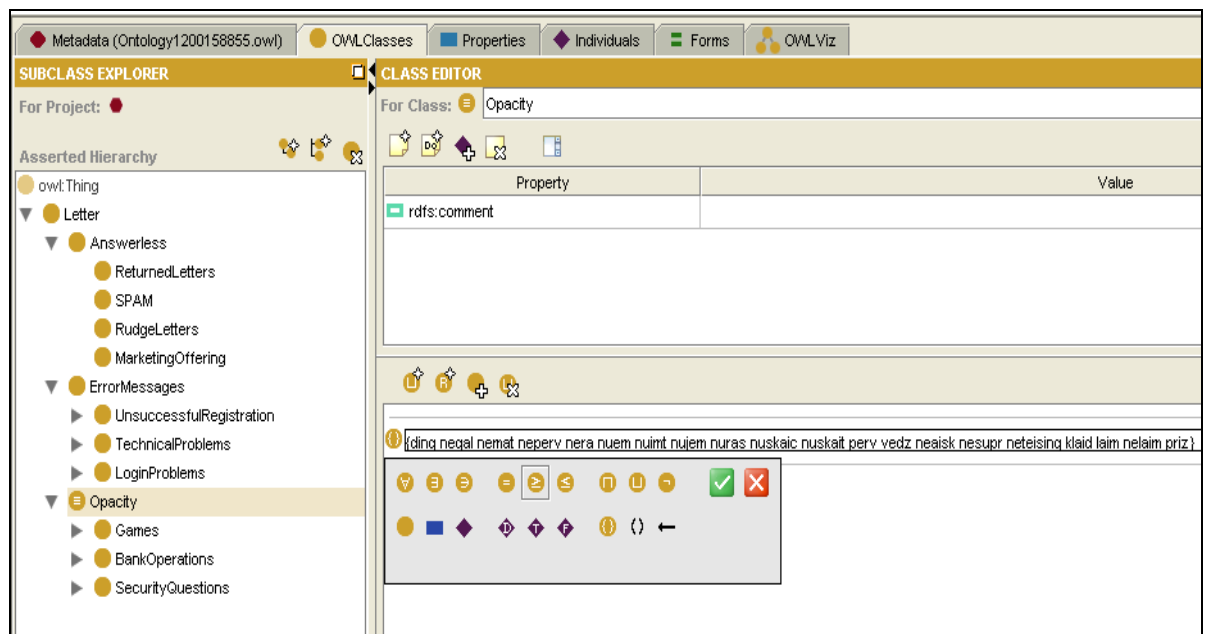 Metadata (Ontology1200158855.owl) OWLClasses Properties Individuals Forms OWLViz
SUBCLASS EXPLORER
For Project:
Asserted Hierarchy
owl:Thing
Letter
Answerless
ReturnedLetters
SPAM
RudgeLetters
MarketingOffering
ErrorMessages
UnsuccessfulRegistration
TechnicalProblems
LoginProblems
Opacity
Games
BankOperations
SecurityQuestions
CLASS EDITOR
For Class: Opacity
Property Value
rdfs:comment
{ding negal nemat neperv nera nuem nuimt nujem nuras nuskaic nuskait perv vedz neaisk nesupr neteising klaid laim nelaim priz}